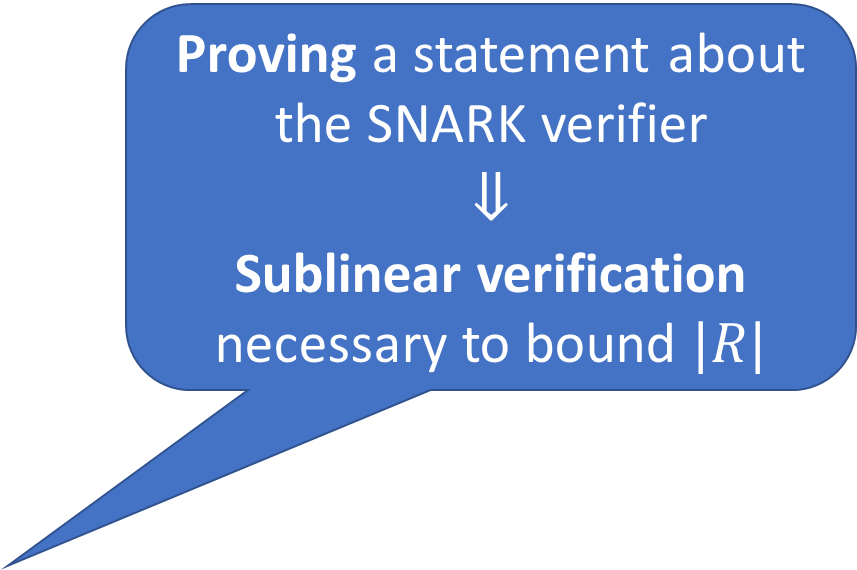 Proving a statement about
the SNARK verifier
⇓
Sublinear verification
necessary to bound |R|